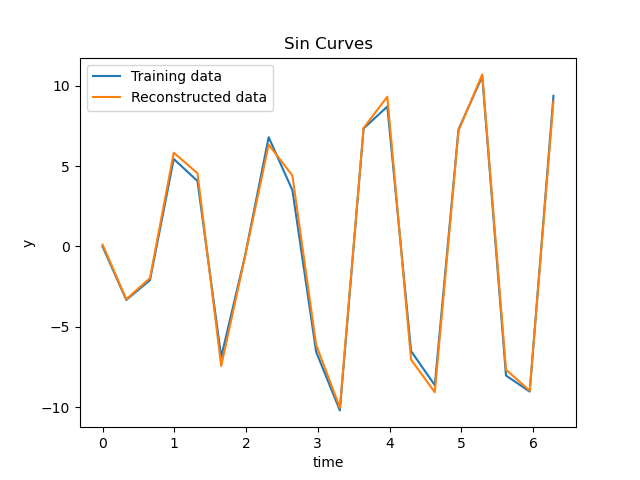 Sin Curves
Training data
Reconstructed data
10
5
0
−5
−10
y
0 1 2 3 4 5 6
time